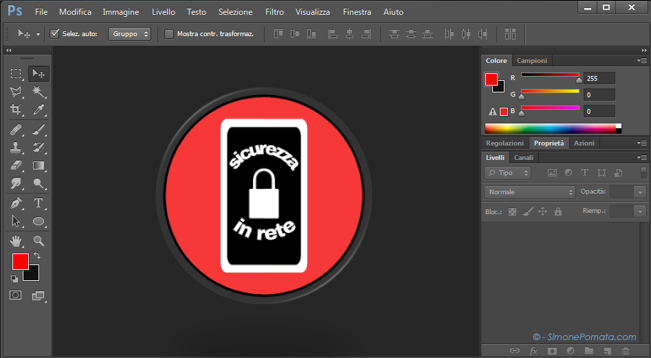 Ps File Modifica Immagine Livello Testo Selezione Filtro Visualizza Finestra Aiuto
Selez. auto: Gruppo Mostra contr. trasformaz.
Colore Campioni
R 255
G 0
B 0
Regolazioni Proprietà Azioni
Livelli Canali
Tipo
Normale Opacità:
Bloc.: Riemp.:
sicurezza
in rete
© - SimonePomata.com